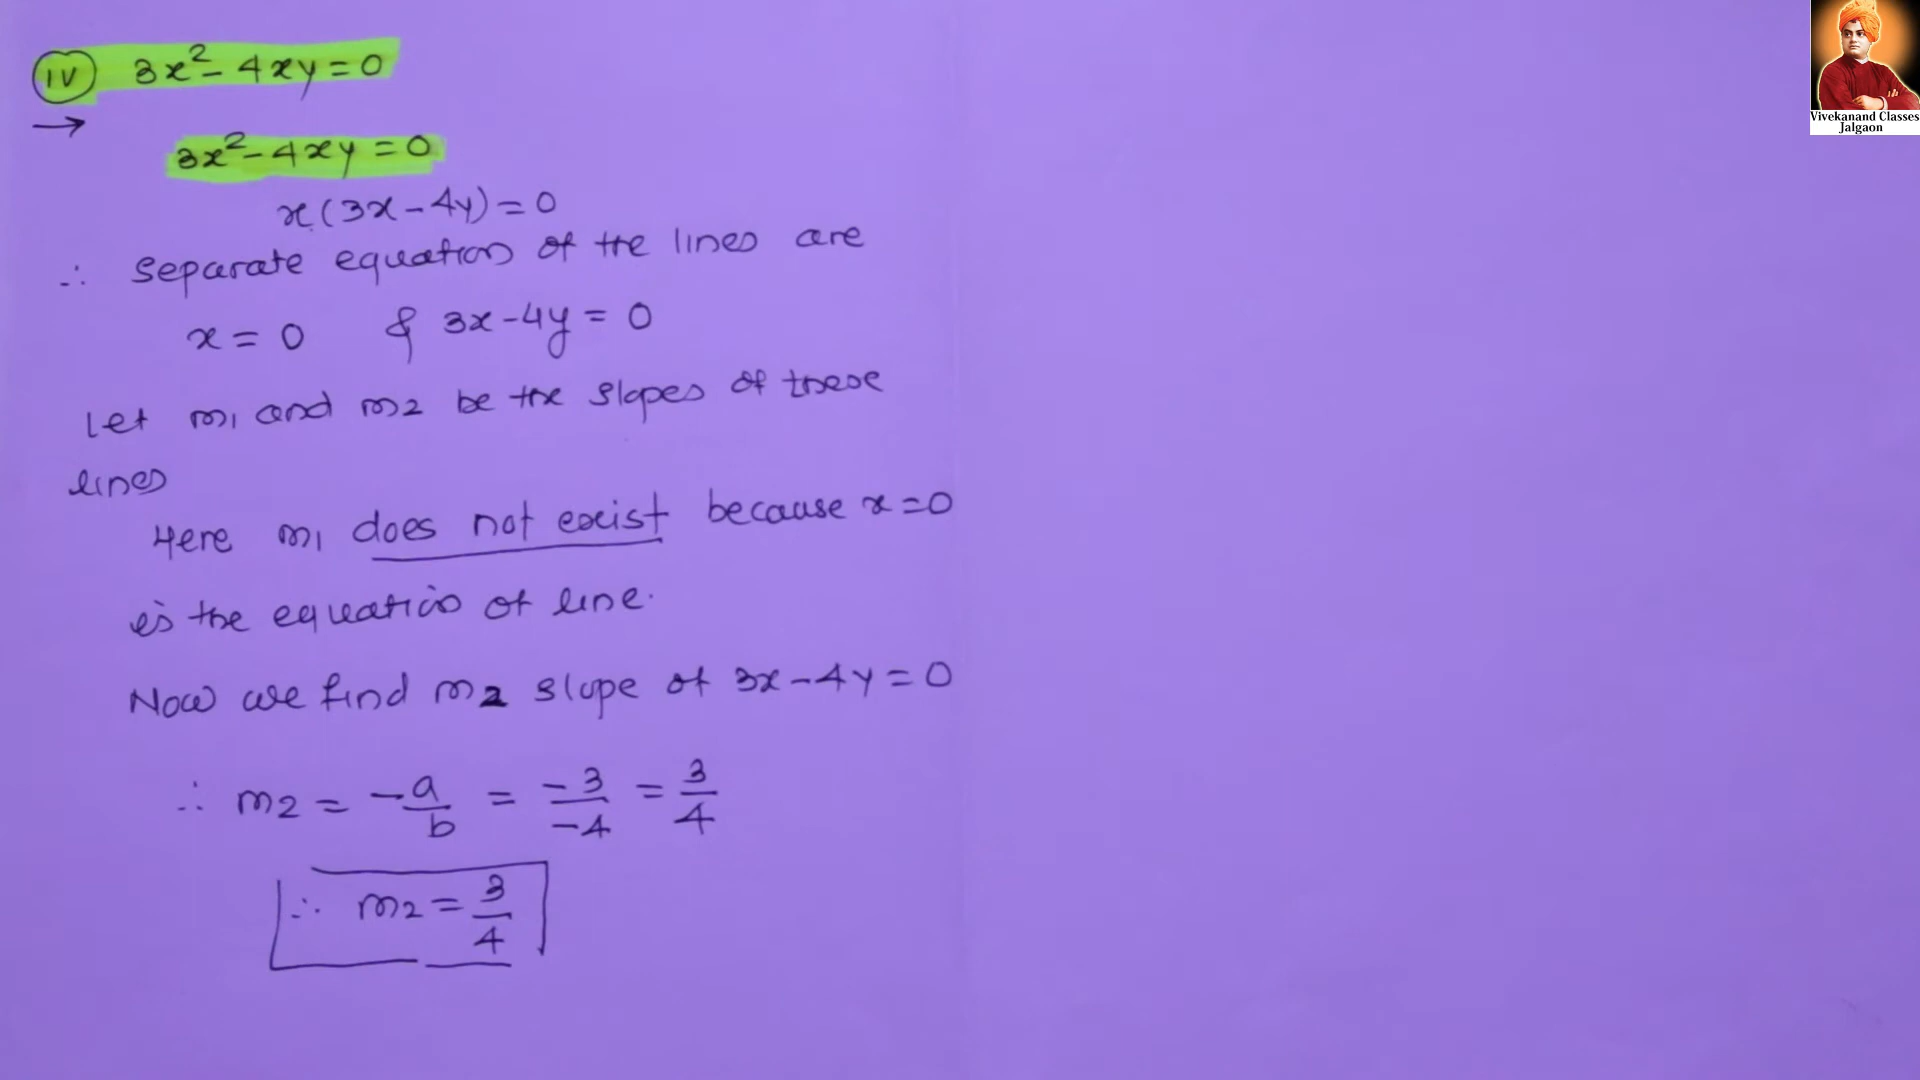 (iv) 3x² - 4xy = 0
→
3x² - 4xy = 0
x(3x - 4y) = 0
∴ Separate equation of the lines are
x = 0 & 3x - 4y = 0
Let m₁ and m₂ be the slopes of these
lines
Here m₁ does not exist because x = 0
is the equation of line.
Now we find m₂ slope of 3x - 4y = 0
∴ m₂ = -a/b = -3/-4 = 3/4
∴ m₂ = 3/4
Vivekanand Classes
Jalgaon